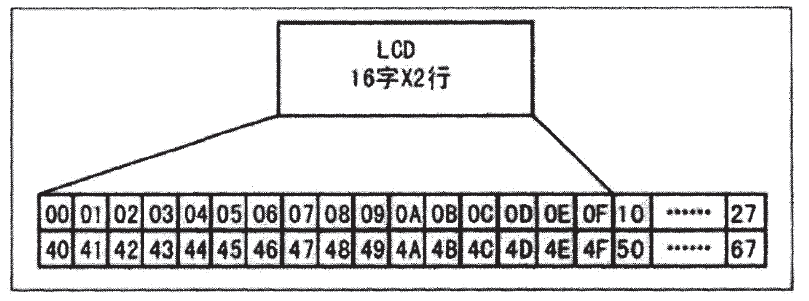 LCD
16字X2行
00 01 02 03 04 05 06 07 08 09 0A 0B 0C 0D 0E 0F 10 …… 27
40 41 42 43 44 45 46 47 48 49 4A 4B 4C 4D 4E 4F 50 …… 67